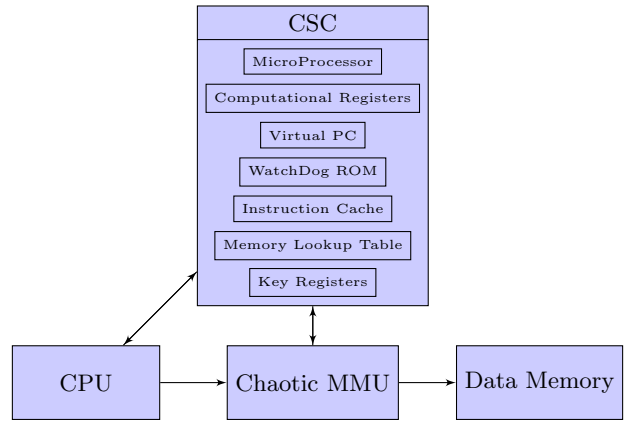 CSC
MicroProcessor
Computational Registers
Virtual PC
WatchDog ROM
Instruction Cache
Memory Lookup Table
Key Registers
CPU
Chaotic MMU
Data Memory